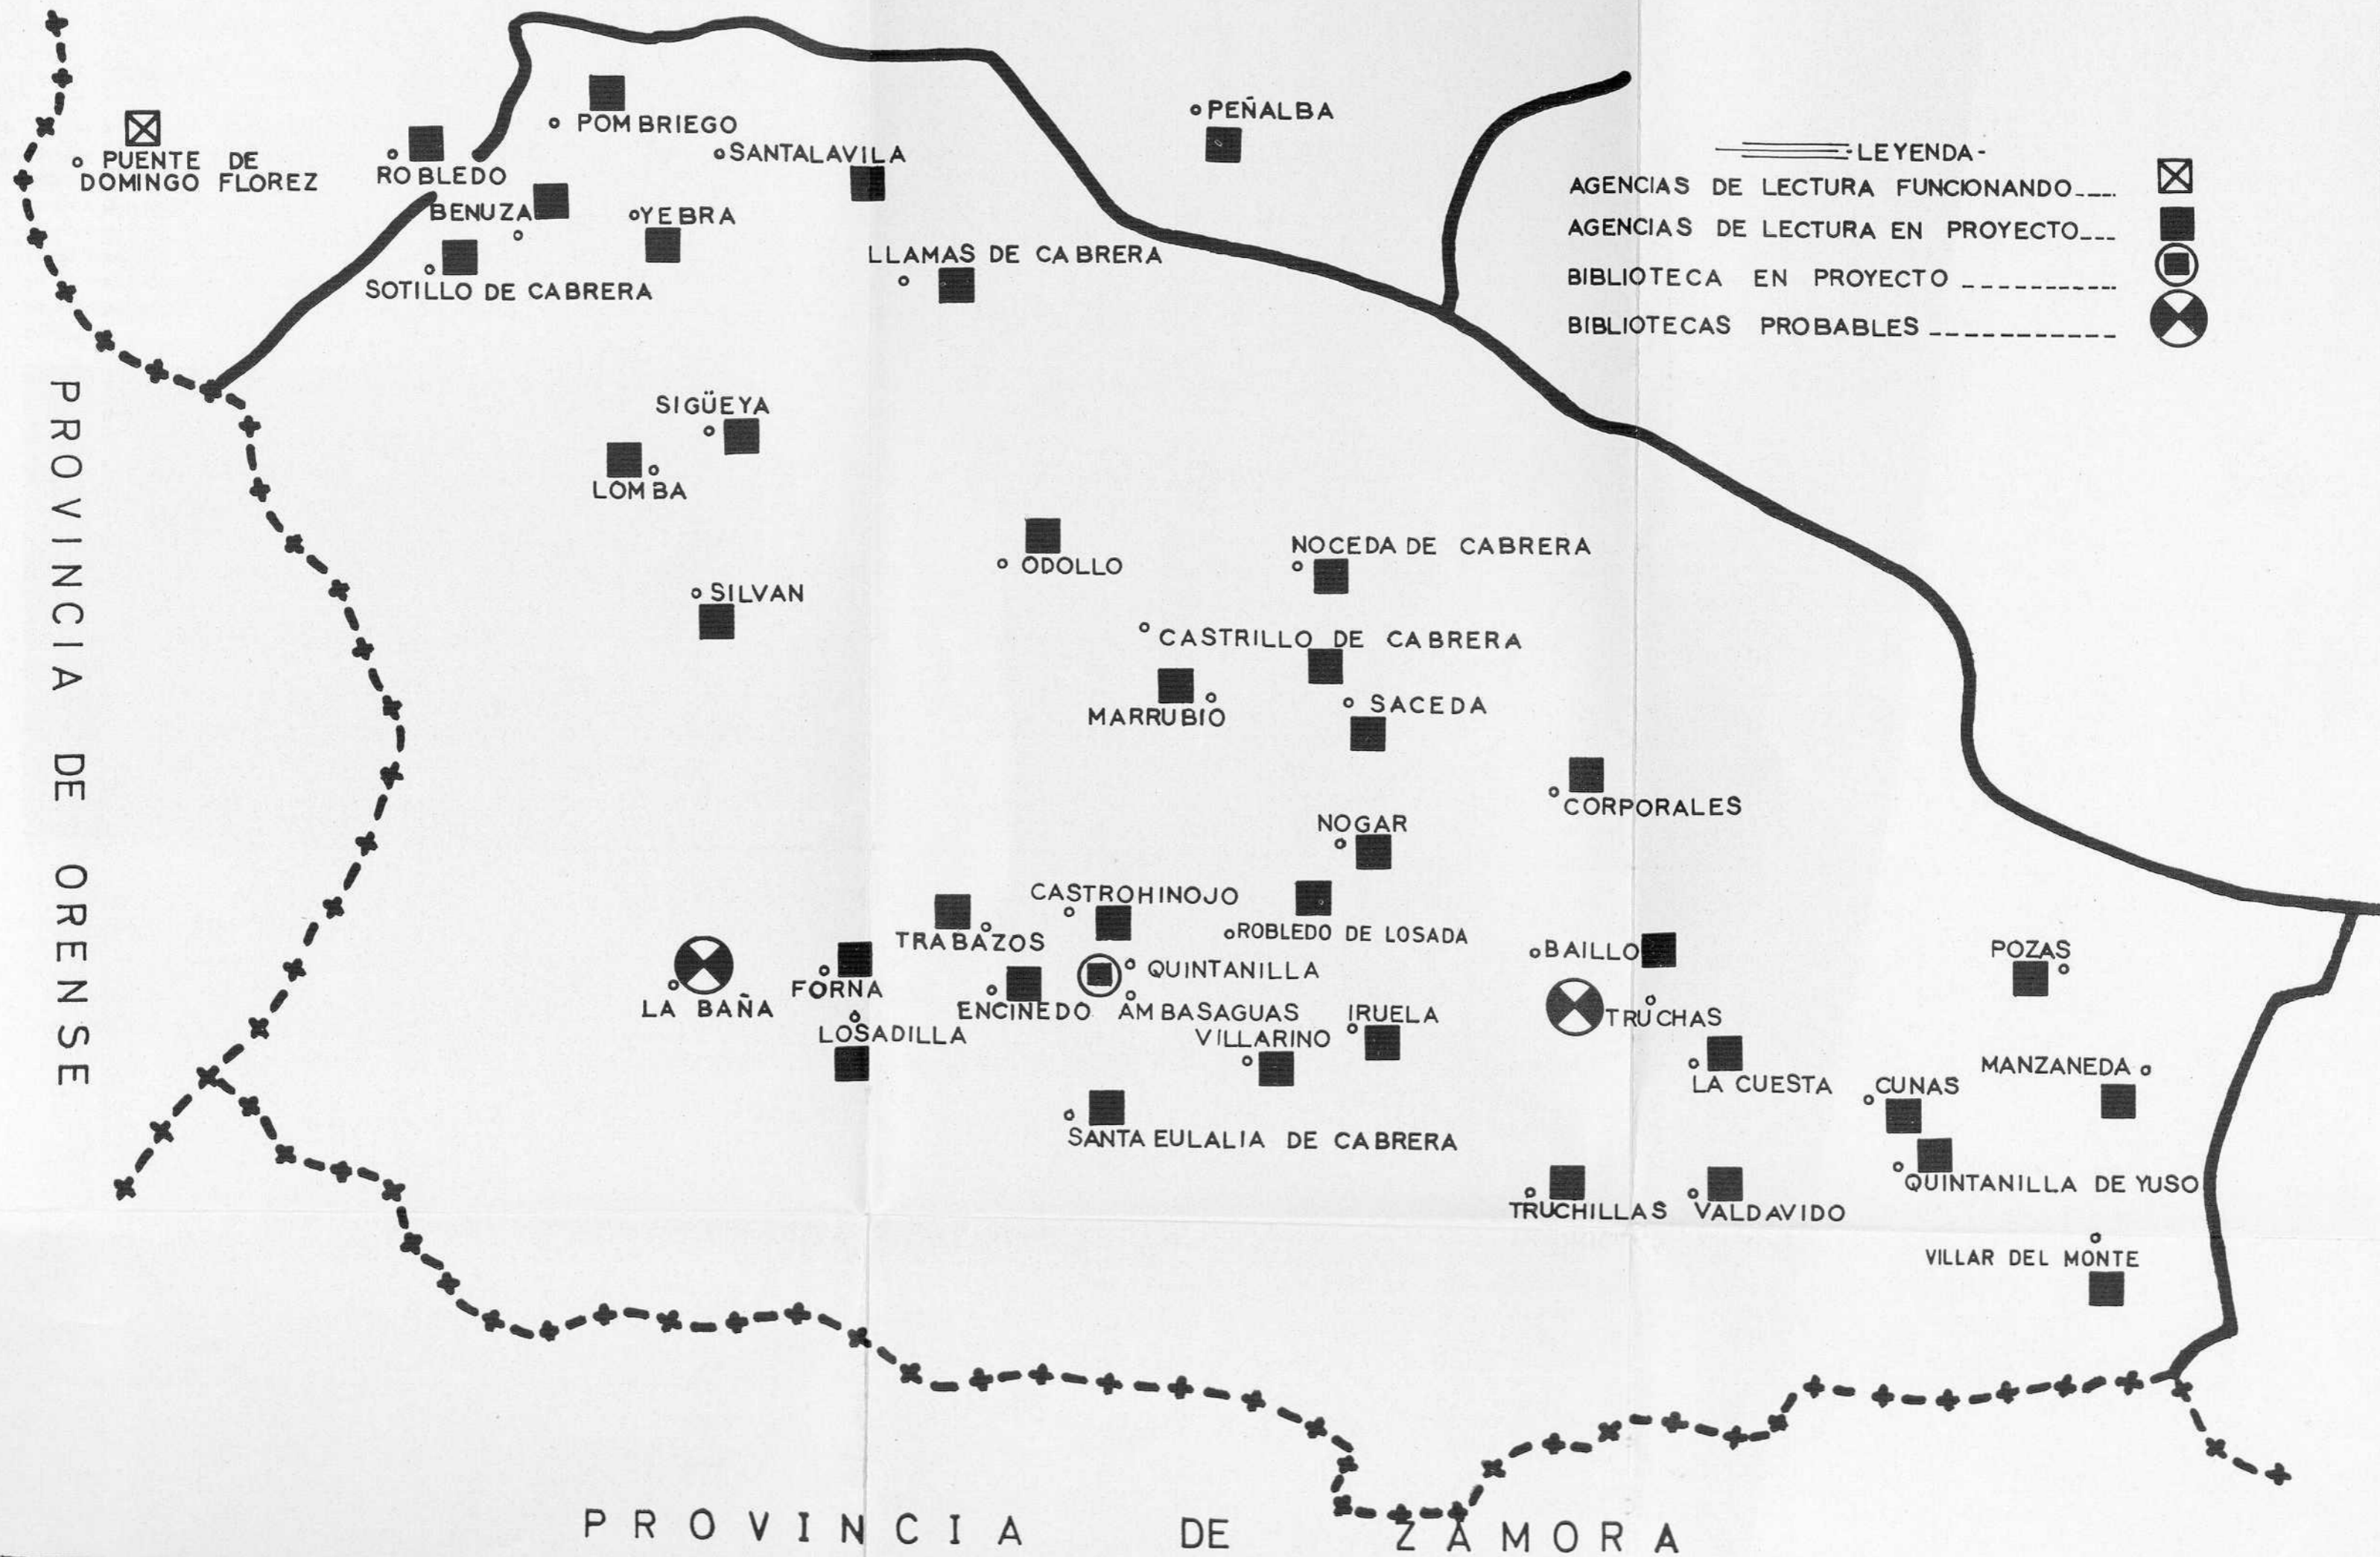 PEÑALBA
POMBRIEGO
SANTALAVILA
PUENTE DE
DOMINGO FLOREZ
ROBLEDO
BENUZA
YEBRA
SOTILLO DE CABRERA
LLAMAS DE CABRERA
-LEYENDA-
AGENCIAS DE LECTURA FUNCIONANDO
AGENCIAS DE LECTURA EN PROYECTO
BIBLIOTECA EN PROYECTO
BIBLIOTECAS PROBABLES
PROVINCIA DE ORENSE
SIGÜEYA
LOMBA
SILVAN
ODOLLO
NOCEDA DE CABRERA
CASTRILLO DE CABRERA
MARRUBIO
SACEDA
CORPORALES
NOGAR
CASTROHINOJO
TRABAZOS
ROBLEDO DE LOSADA
BAILLO
POZAS
QUINTANILLA
LA BAÑA
FORNA
ENCINEDO
AMBASAGUAS
IRUELA
TRUCHAS
LOSADILLA
VILLARINO
MANZANEDA
LA CUESTA
CUNAS
SANTA EULALIA DE CABRERA
QUINTANILLA DE YUSO
TRUCHILLAS
VALDAVIDO
VILLAR DEL MONTE
PROVINCIA DE ZAMORA